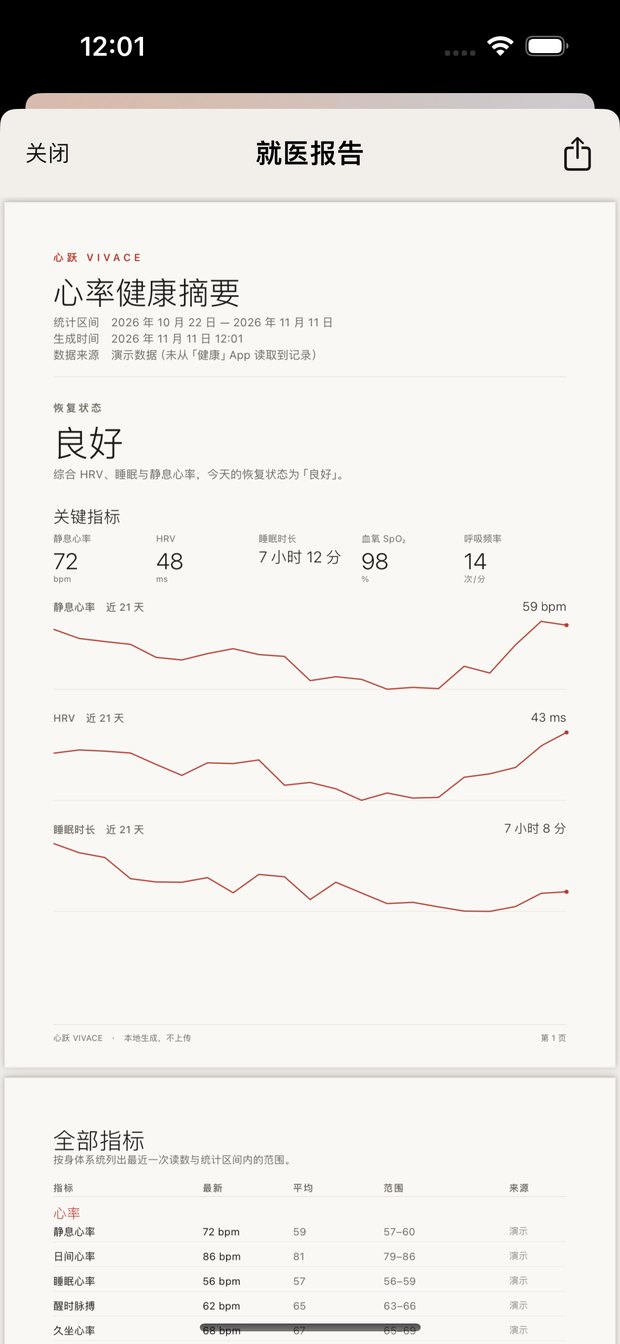 12:01
关闭
就医报告
心跃 VIVACE
心率健康摘要
统计区间 2026 年 10 月 22 日 — 2026 年 11 月 11 日
生成时间 2026 年 11 月 11 日 12:01
数据来源 演示数据（未从「健康」App 读取到记录）
恢复状态
良好
综合 HRV、睡眠与静息心率，今天的恢复状态为「良好」。
关键指标
静息心率 HRV 睡眠时长 血氧 SpO₂ 呼吸频率
72 48 7 小时 12 分 98 14
bpm ms % 次/分
静息心率 近 21 天 59 bpm
HRV 近 21 天 43 ms
睡眠时长 近 21 天 7 小时 8 分
心跃 VIVACE · 本地生成，不上传 第 1 页
全部指标
按身体系统列出最近一次读数与统计区间内的范围。
指标 最新 平均 范围 来源
心率
静息心率 72 bpm 59 57–60 演示
日间心率 86 bpm 81 79–86 演示
睡眠心率 56 bpm 57 56–59 演示
醒时脉搏 62 bpm 65 63–66 演示
久坐心率 68 bpm 67 65–69 演示